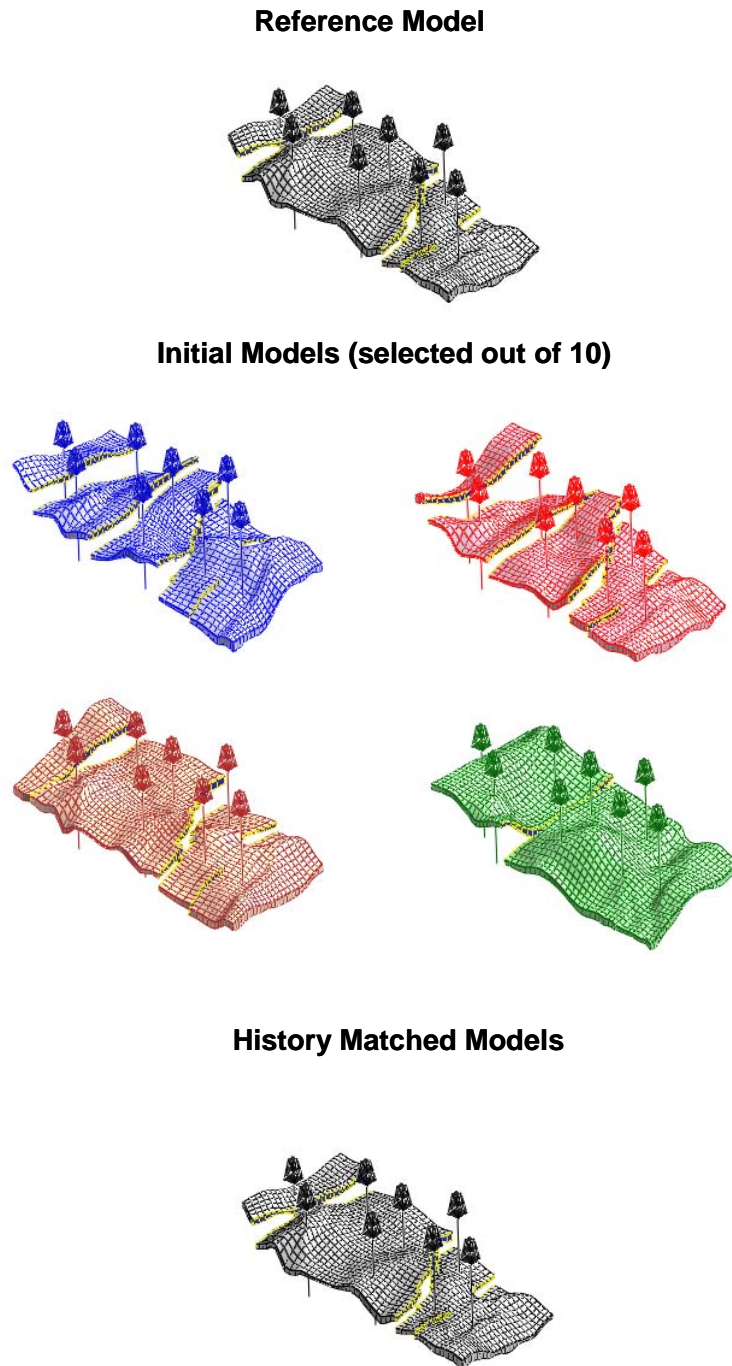 Reference Model
Initial Models (selected out of 10)
History Matched Models